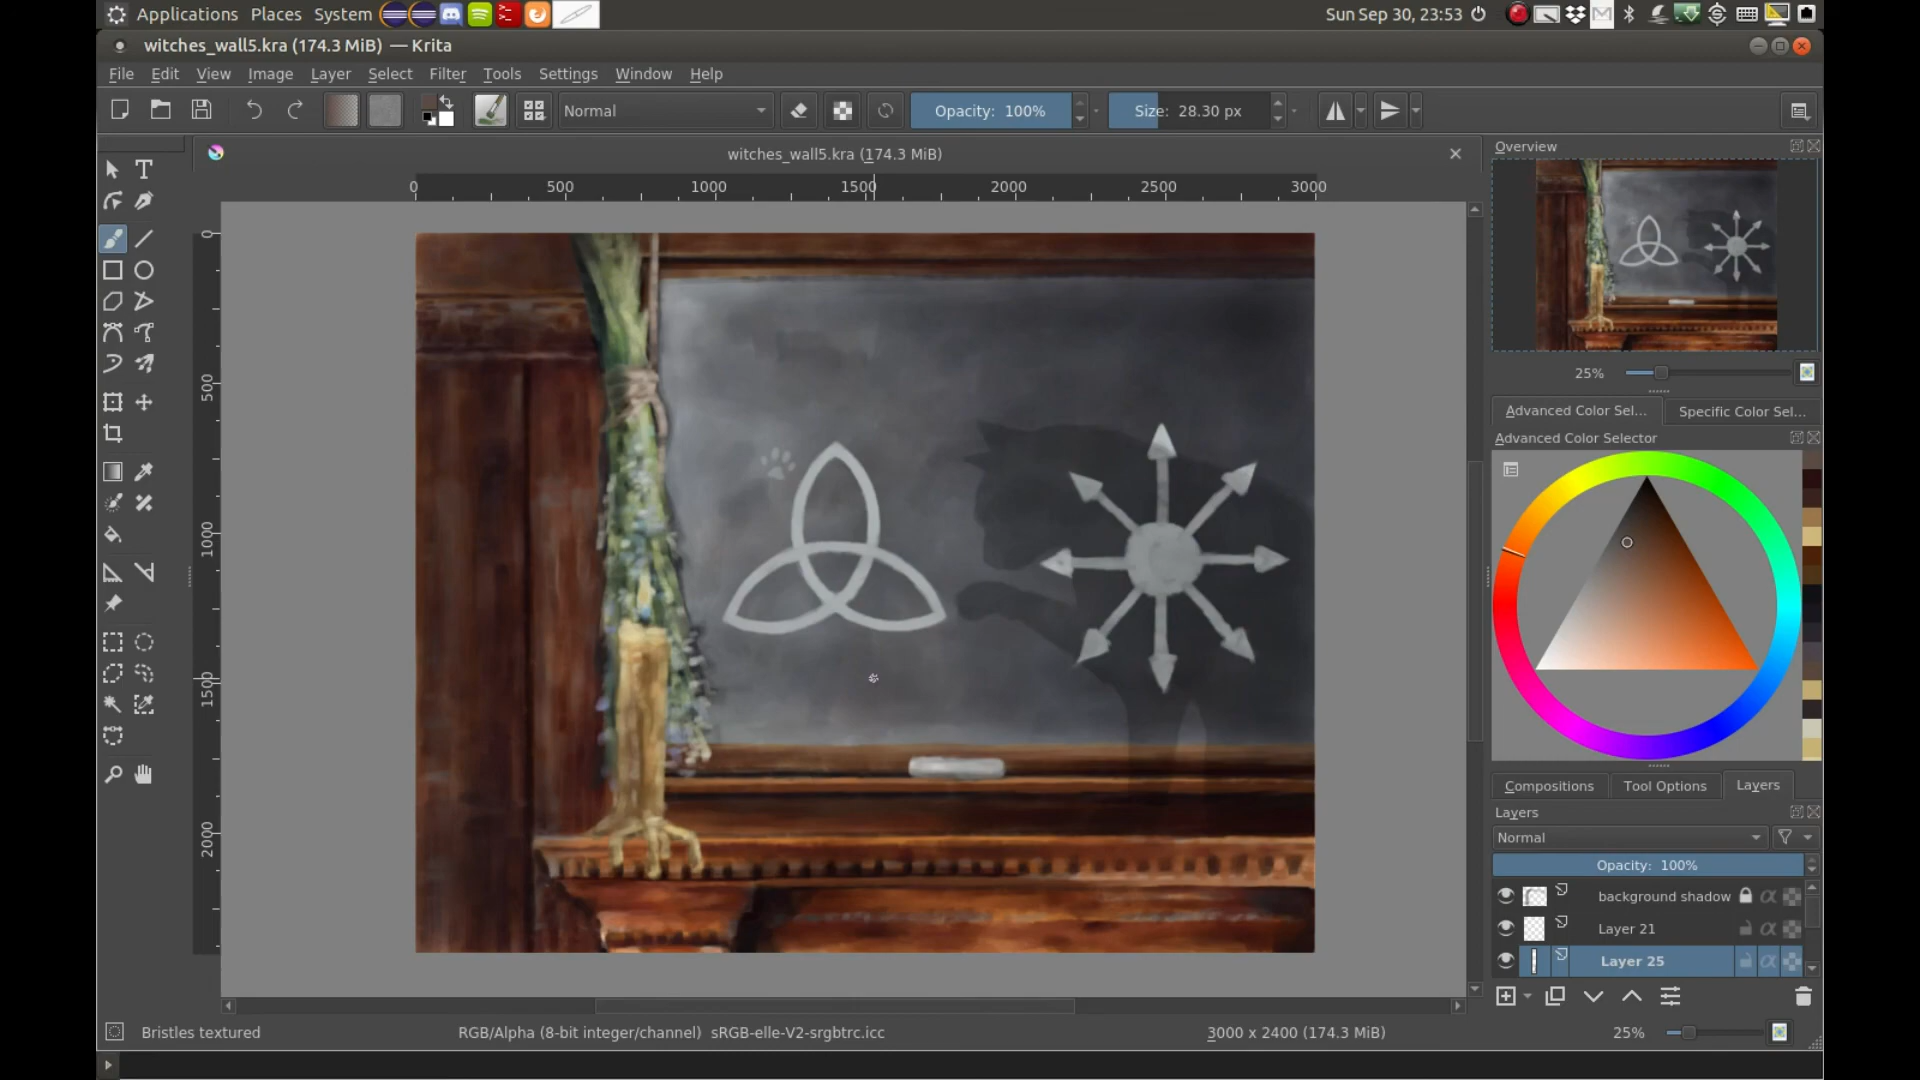 Applications Places System
Sun Sep 30, 23:53
witches_wall5.kra (174.3 MiB) — Krita
File Edit View Image Layer Select Filter Tools Settings Window Help
Normal
Opacity: 100%
Size: 28.30 px
witches_wall5.kra (174.3 MiB)
0 500 1000 1500 2000 2500 3000
0
500
1000
1500
2000
Overview
25%
Advanced Color Sel... Specific Color Sel...
Advanced Color Selector
Compositions Tool Options Layers
Layers
Normal
Opacity: 100%
background shadow
Layer 21
Layer 25
Bristles textured
RGB/Alpha (8-bit integer/channel) sRGB-elle-V2-srgbtrc.icc
3000 x 2400 (174.3 MiB)
25%